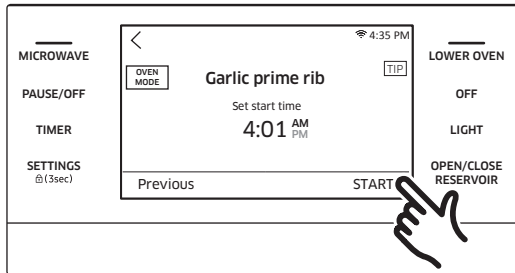 MICROWAVE
PAUSE/OFF
TIMER
SETTINGS
(3sec)
4:35 PM
OVEN
MODE
Garlic prime rib
TIP
Set start time
4:01 AM
PM
Previous
START
LOWER OVEN
OFF
LIGHT
OPEN/CLOSE
RESERVOIR